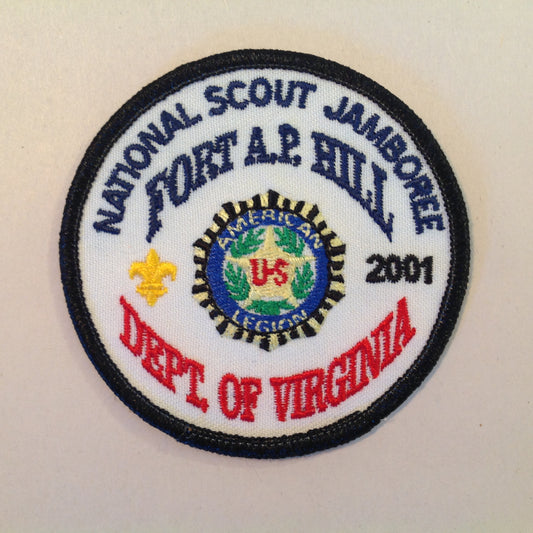 NATIONAL SCOUT JAMBOREE
FORT A.P. HILL
AMERICAN
U-S
LEGION
2001
DEPT. OF VIRGINIA